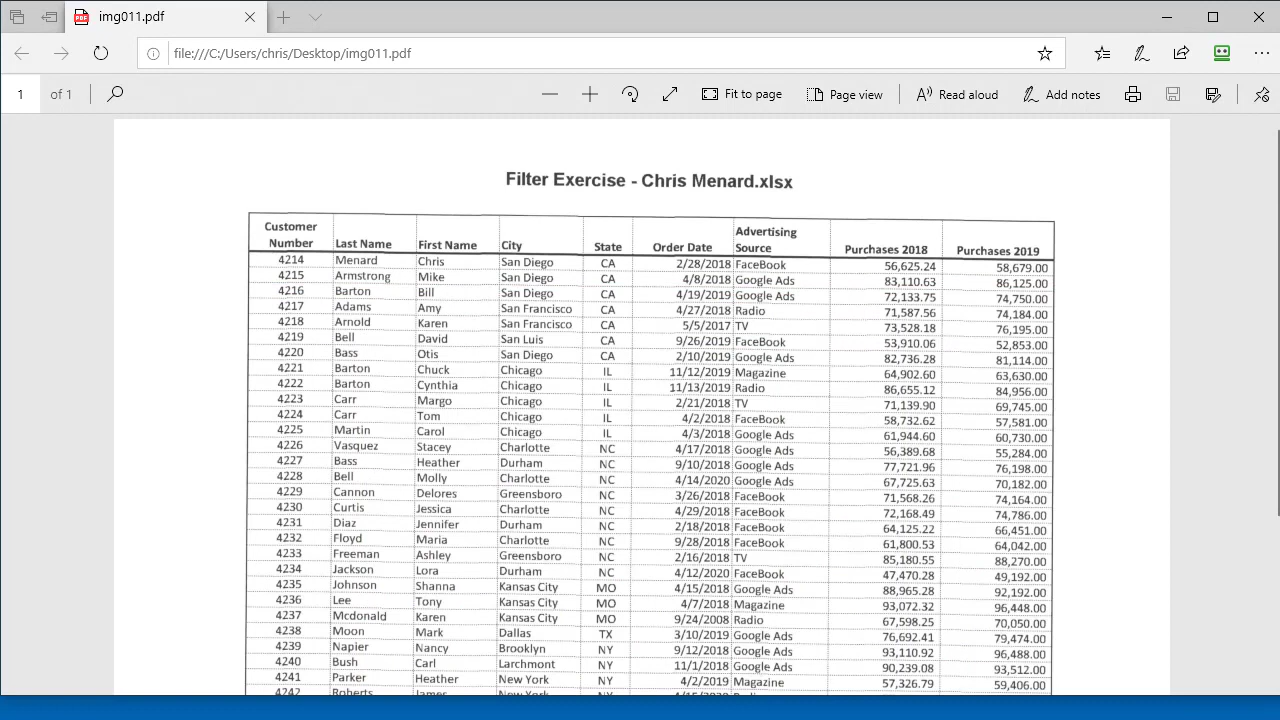 img011.pdf
file:///C:/Users/chris/Desktop/img011.pdf
1 of 1 Fit to page Page view Read aloud Add notes
Filter Exercise - Chris Menard.xlsx
Customer Number Last Name First Name City State Order Date Advertising Source Purchases 2018 Purchases 2019
4214 Menard Chris San Diego CA 2/28/2018 FaceBook 56,625.24 58,679.00
4215 Armstrong Mike San Diego CA 4/8/2018 Google Ads 83,110.63 86,125.00
4216 Barton Bill San Diego CA 4/19/2019 Google Ads 72,133.75 74,750.00
4217 Adams Amy San Francisco CA 4/27/2018 Radio 71,587.56 74,184.00
4218 Arnold Karen San Francisco CA 5/5/2017 TV 73,528.18 76,195.00
4219 Bell David San Luis CA 9/26/2019 FaceBook 53,910.06 52,853.00
4220 Bass Otis San Diego CA 2/10/2019 Google Ads 82,736.28 81,114.00
4221 Barton Chuck Chicago IL 11/12/2019 Magazine 64,902.60 63,630.00
4222 Barton Cynthia Chicago IL 11/13/2019 Radio 86,655.12 84,956.00
4223 Carr Margo Chicago IL 2/21/2018 TV 71,139.90 69,745.00
4224 Carr Tom Chicago IL 4/2/2018 FaceBook 58,732.62 57,581.00
4225 Martin Carol Chicago IL 4/3/2018 Google Ads 61,944.60 60,730.00
4226 Vasquez Stacey Charlotte NC 4/17/2018 Google Ads 56,389.68 55,284.00
4227 Bass Heather Durham NC 9/10/2018 Google Ads 77,721.96 76,198.00
4228 Bell Molly Charlotte NC 4/14/2020 Google Ads 67,725.63 70,182.00
4229 Cannon Delores Greensboro NC 3/26/2018 FaceBook 71,568.26 74,164.00
4230 Curtis Jessica Charlotte NC 4/29/2018 FaceBook 72,168.49 74,786.00
4231 Diaz Jennifer Durham NC 2/18/2018 FaceBook 64,125.22 66,451.00
4232 Floyd Maria Charlotte NC 9/28/2018 FaceBook 61,800.53 64,042.00
4233 Freeman Ashley Greensboro NC 2/16/2018 TV 85,180.55 88,270.00
4234 Jackson Lora Durham NC 4/12/2020 FaceBook 47,470.28 49,192.00
4235 Johnson Shanna Kansas City MO 4/15/2018 Google Ads 88,965.28 92,192.00
4236 Lee Tony Kansas City MO 4/7/2018 Magazine 93,072.32 96,448.00
4237 Mcdonald Karen Kansas City MO 9/24/2008 Radio 67,598.25 70,050.00
4238 Moon Mark Dallas TX 3/10/2019 Google Ads 76,692.41 79,474.00
4239 Napier Nancy Brooklyn NY 9/12/2018 Google Ads 93,110.92 96,488.00
4240 Bush Carl Larchmont NY 11/1/2018 Google Ads 90,239.08 93,512.00
4241 Parker Heather New York NY 4/2/2019 Magazine 57,326.79 59,406.00
4242 Roberts James New York